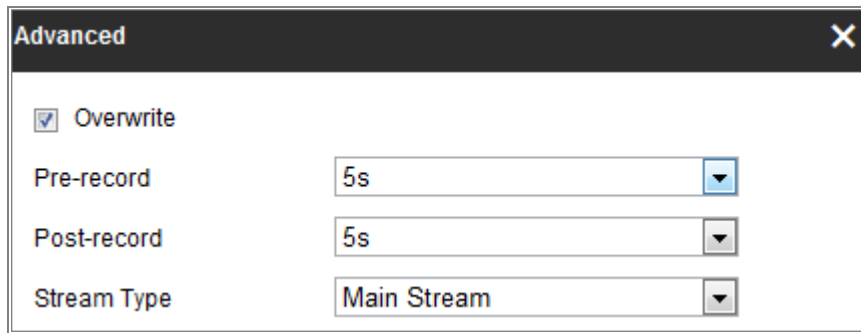 Advanced
Overwrite
Pre-record 5s
Post-record 5s
Stream Type Main Stream